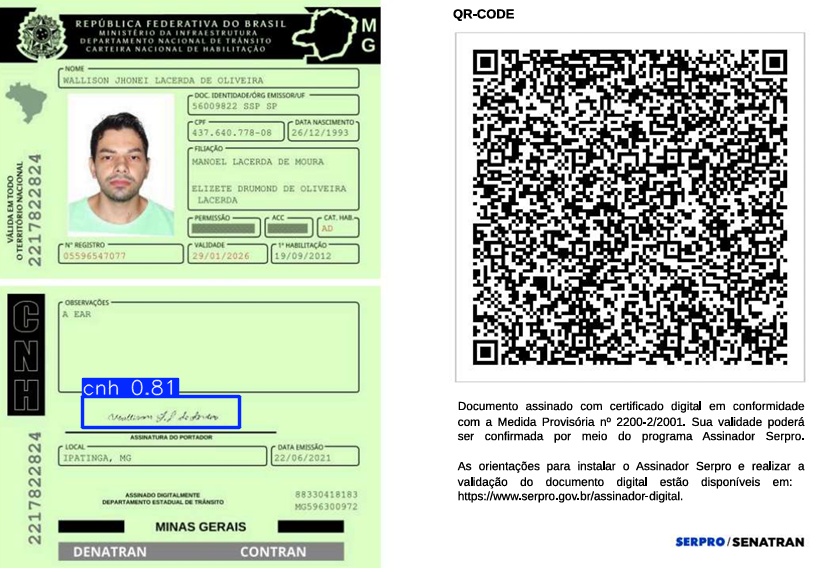 REPÚBLICA FEDERATIVA DO BRASIL
MINISTÉRIO DA INFRAESTRUTURA
DEPARTAMENTO NACIONAL DE TRÂNSITO
CARTEIRA NACIONAL DE HABILITAÇÃO
MG
NOME
WALLISON JHONEI LACERDA DE OLIVEIRA
DOC. IDENTIDADE/ÓRG EMISSOR/UF
56009822 SSP SP
CPF
437.640.778-08
DATA NASCIMENTO
26/12/1993
FILIAÇÃO
MANOEL LACERDA DE MOURA
ELIZETE DRUMOND DE OLIVEIRA
LACERDA
PERMISSÃO
ACC
CAT. HAB.
AD
Nº REGISTRO
05596547077
VALIDADE
29/01/2026
1ª HABILITAÇÃO
19/09/2012
VÁLIDA EM TODO
O TERRITÓRIO NACIONAL
2217822824
CNH
OBSERVAÇÕES
A EAR
cnh 0.81
ASSINATURA DO PORTADOR
LOCAL
IPATINGA, MG
DATA EMISSÃO
22/06/2021
2217822824
ASSINADO DIGITALMENTE
DEPARTAMENTO ESTADUAL DE TRÂNSITO
88330418183
MG596300972
MINAS GERAIS
DENATRAN CONTRAN
QR-CODE
Documento assinado com certificado digital em conformidade
com a Medida Provisória nº 2200-2/2001. Sua validade poderá
ser confirmada por meio do programa Assinador Serpro.
As orientações para instalar o Assinador Serpro e realizar a
validação do documento digital estão disponíveis em:
https://www.serpro.gov.br/assinador-digital.
SERPRO / SENATRAN